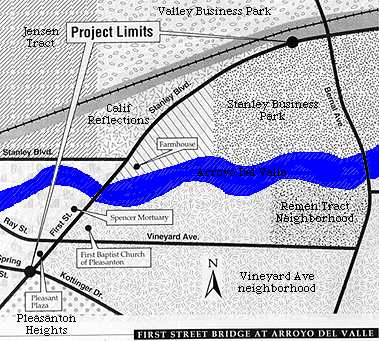 Valley Business Park
Jensen
Tract
Project Limits
Stanley Blvd.
Bernal Ave.
Calif
Reflections
Stanley Business
Park
Farmhouse
Stanley Blvd.
Arroyo Del Valle
First St.
Spencer Mortuary
Remen Tract
Neighborhood
Ray St.
First Baptist Church
of Pleasanton
Vineyard Ave.
Spring
St.
Kottinger Dr.
N
Pleasant
Plaza
Vineyard Ave
neighborhood
Pleasanton
Heights
FIRST STREET BRIDGE AT ARROYO DEL VALLE